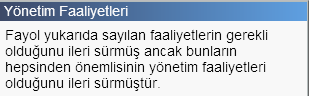 Yönetim Faaliyetleri
Fayol yukarıda sayılan faaliyetlerin gerekli
olduğunu ileri sürmüş ancak bunların
hepsinden önemlisinin yönetim faaliyetleri
olduğunu ileri sürmüştür.